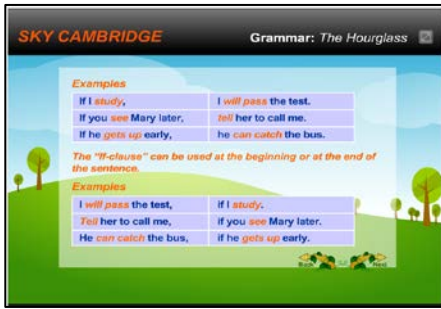 SKY CAMBRIDGE Grammar: The Hourglass
Examples
If I study, I will pass the test.
If you see Mary later, tell her to call me.
If he gets up early, he can catch the bus.
The "If-clause" can be used at the beginning or at the end of
the sentence.
Examples
I will pass the test, if I study.
Tell her to call me, if you see Mary later.
He can catch the bus, if he gets up early.
Back Next